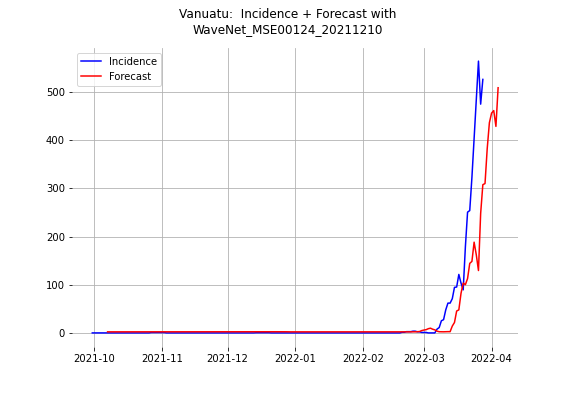 Vanuatu:  Incidence + Forecast with
WaveNet_MSE00124_20211210
Incidence
Forecast
500
400
300
200
100
0
2021-10 2021-11 2021-12 2022-01 2022-02 2022-03 2022-04